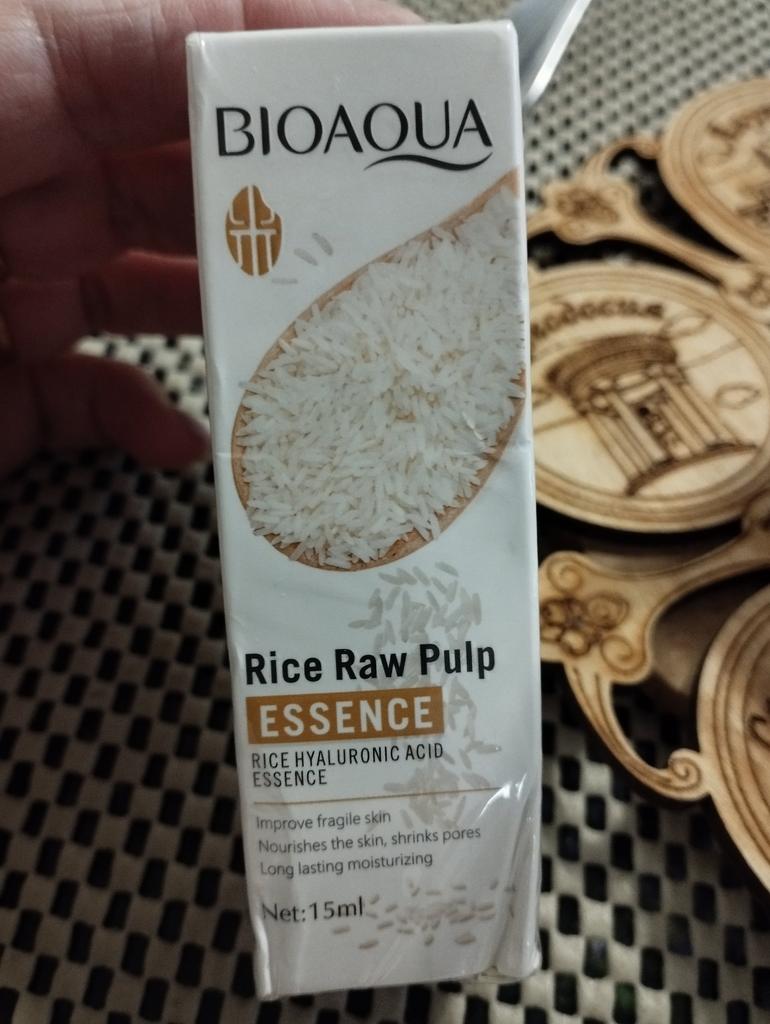 BIOAQUA
Rice Raw Pulp
ESSENCE
RICE HYALURONIC ACID
ESSENCE
Improve fragile skin
Nourishes the skin, shrinks pores
Long lasting moisturizing
Net:15ml